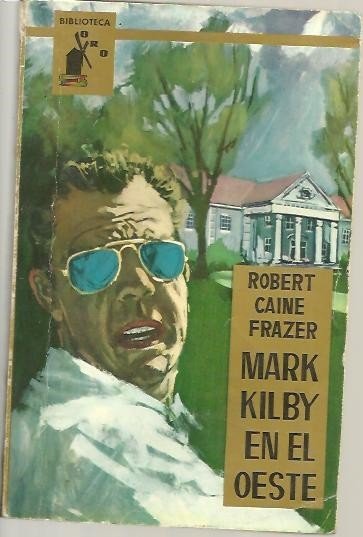 BIBLIOTECA
ORO
ROBERT
CAINE
FRAZER
MARK
KILBY
EN EL
OESTE